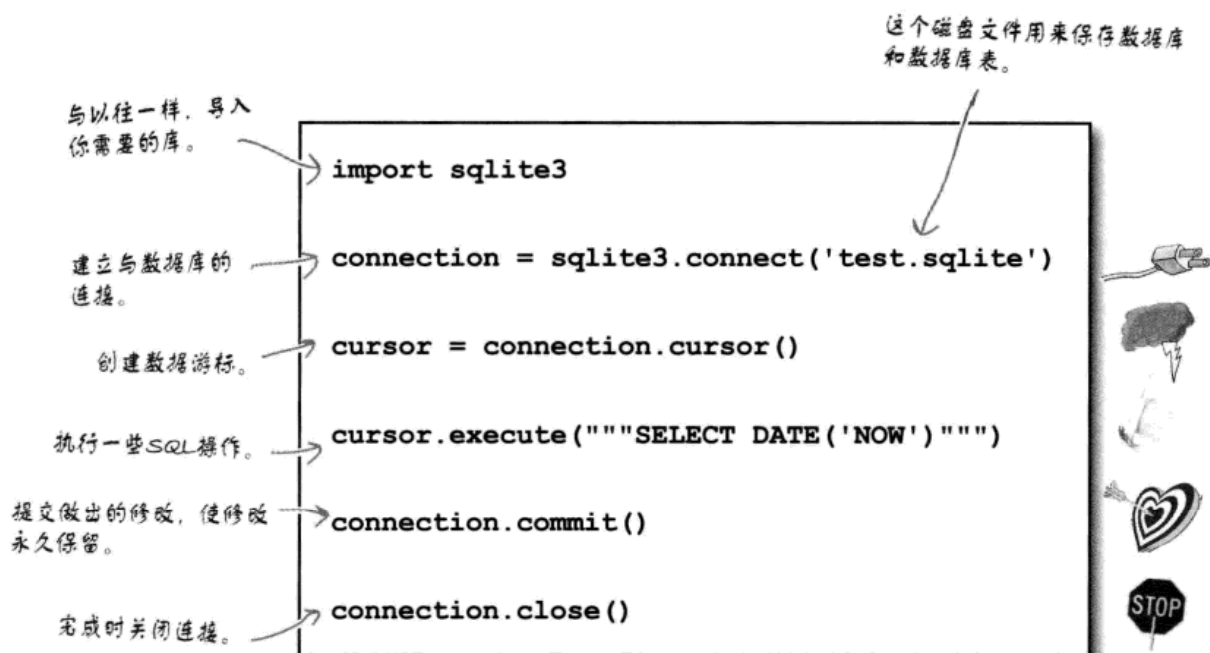 这个磁盘文件用来保存数据库
和数据库表。
与以往一样，导入
你需要的库。
import sqlite3
建立与数据库的
连接。
connection = sqlite3.connect('test.sqlite')
创建数据游标。
cursor = connection.cursor()
执行一些SQL操作。
cursor.execute("""SELECT DATE('NOW')""")
提交做出的修改，使修改
永久保留。
connection.commit()
完成时关闭连接。
connection.close()
STOP